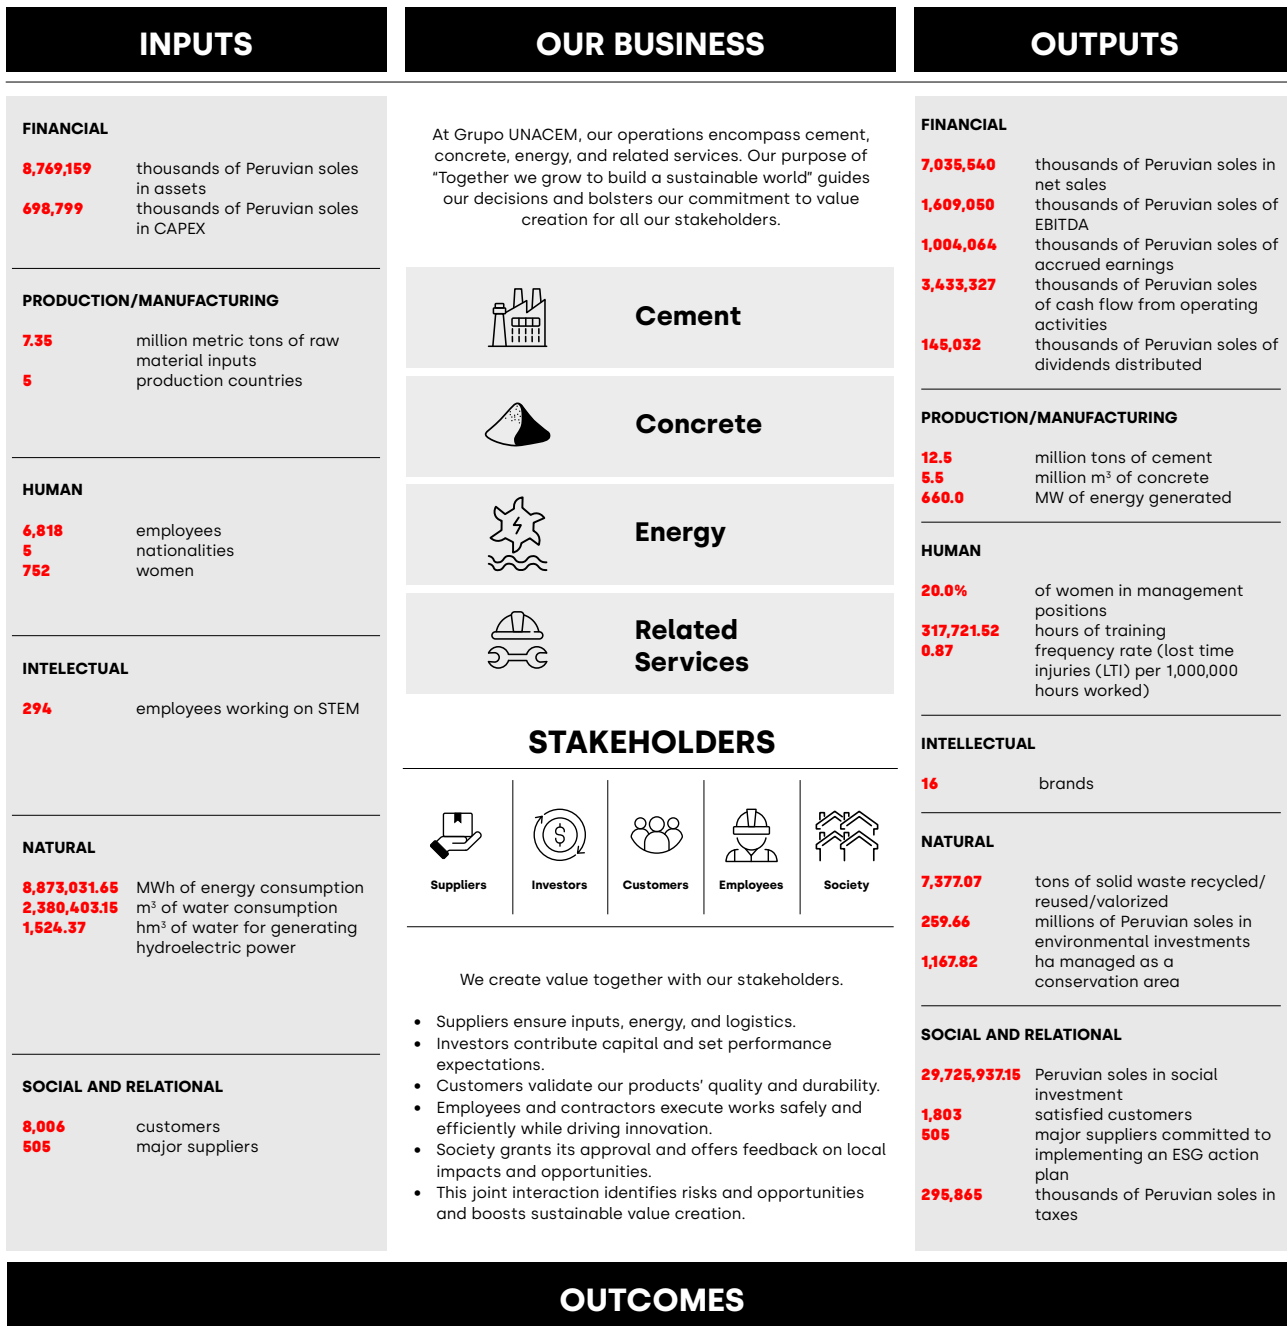 INPUTS
FINANCIAL
8,769,159 thousands of Peruvian soles
in assets
698,799 thousands of Peruvian soles
in CAPEX
PRODUCTION/MANUFACTURING
7.35 million metric tons of raw
material inputs
5 production countries
HUMAN
6,818 employees
5 nationalities
752 women
INTELECTUAL
294 employees working on STEM
NATURAL
8,873,031.65 MWh of energy consumption
2,380,403.15 m³ of water consumption
1,524.37 hm³ of water for generating
hydroelectric power
SOCIAL AND RELATIONAL
8,006 customers
505 major suppliers
OUR BUSINESS
At Grupo UNACEM, our operations encompass cement,
concrete, energy, and related services. Our purpose of
“Together we grow to build a sustainable world” guides
our decisions and bolsters our commitment to value
creation for all our stakeholders.
Cement
Concrete
Energy
Related
Services
STAKEHOLDERS
Suppliers Investors Customers Employees Society
We create value together with our stakeholders.
• Suppliers ensure inputs, energy, and logistics.
• Investors contribute capital and set performance
expectations.
• Customers validate our products’ quality and durability.
• Employees and contractors execute works safely and
efficiently while driving innovation.
• Society grants its approval and offers feedback on local
impacts and opportunities.
• This joint interaction identifies risks and opportunities
and boosts sustainable value creation.
OUTPUTS
FINANCIAL
7,035,540 thousands of Peruvian soles in
net sales
1,609,050 thousands of Peruvian soles of
EBITDA
1,004,064 thousands of Peruvian soles of
accrued earnings
3,433,327 thousands of Peruvian soles
of cash flow from operating
activities
145,032 thousands of Peruvian soles of
dividends distributed
PRODUCTION/MANUFACTURING
12.5 million tons of cement
5.5 million m³ of concrete
660.0 MW of energy generated
HUMAN
20.0% of women in management
positions
317,721.52 hours of training
0.87 frequency rate (lost time
injuries (LTI) per 1,000,000
hours worked)
INTELLECTUAL
16 brands
NATURAL
7,377.07 tons of solid waste recycled/
reused/valorized
259.66 millions of Peruvian soles in
environmental investments
1,167.82 ha managed as a
conservation area
SOCIAL AND RELATIONAL
29,725,937.15 Peruvian soles in social
investment
1,803 satisfied customers
505 major suppliers committed to
implementing an ESG action
plan
295,865 thousands of Peruvian soles in
taxes
OUTCOMES